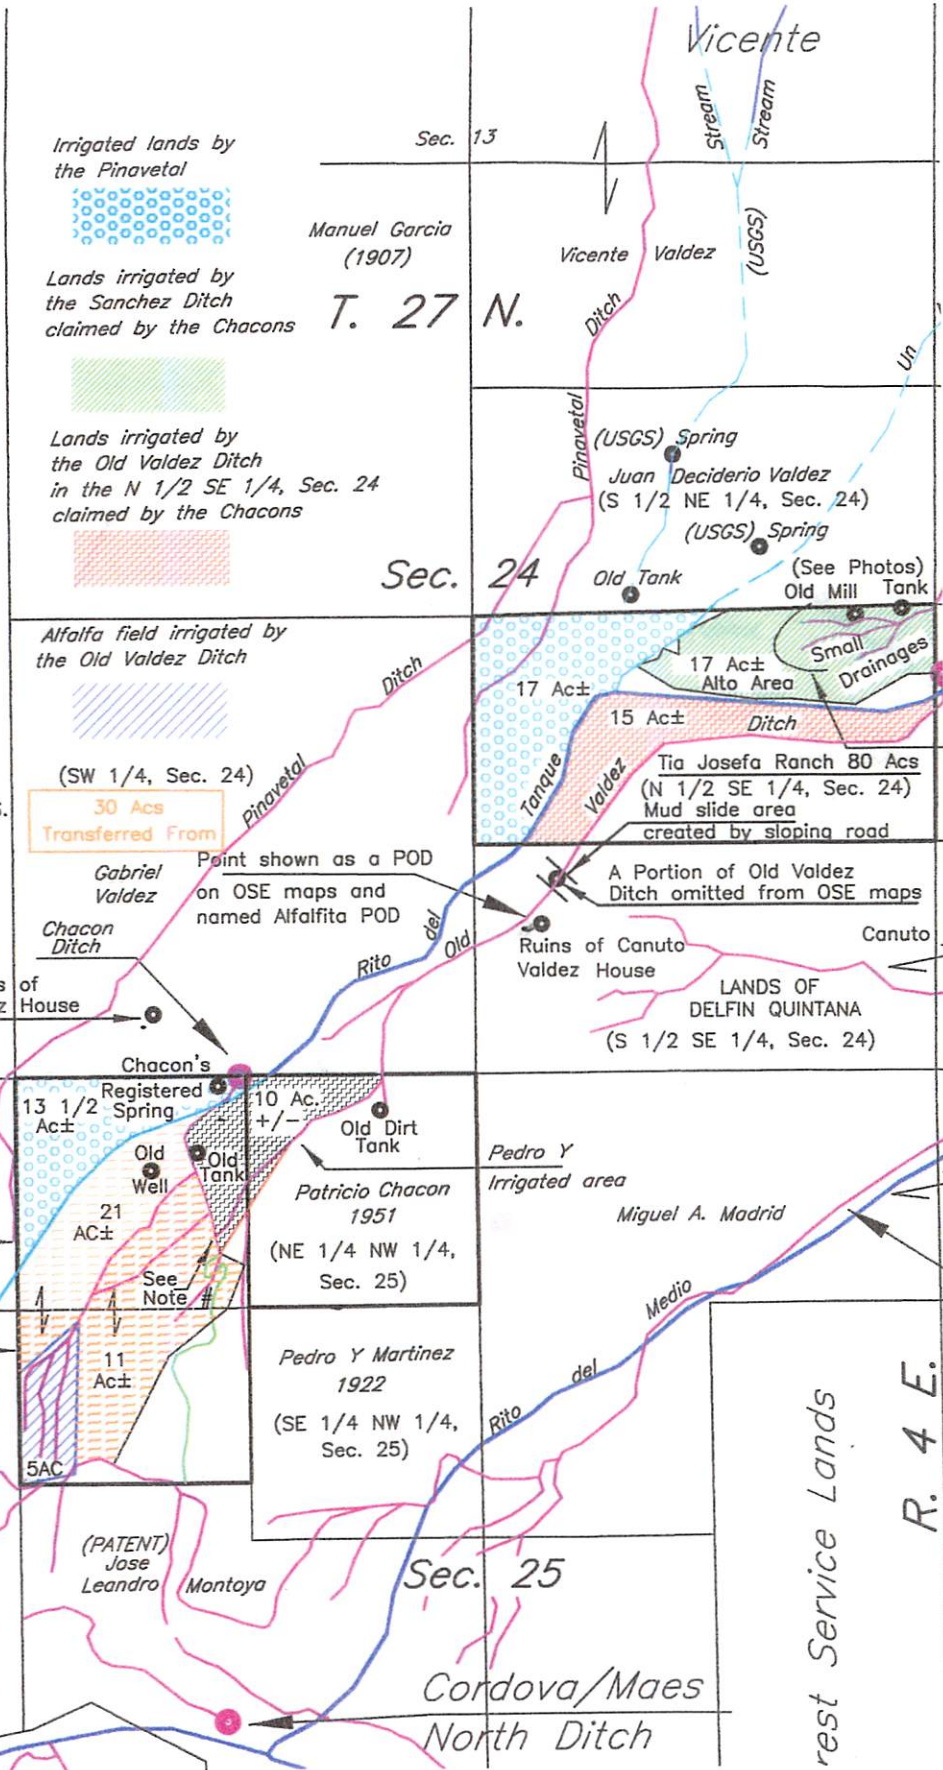 Vicente
Stream
Stream
(USGS)
Irrigated lands by
the Pinavetal
Sec. 13
Manuel Garcia
(1907)
Vicente Valdez
T. 27 N.
Lands irrigated by
the Sanchez Ditch
claimed by the Chacons
Ditch
Pinavetal
Un
Lands irrigated by
the Old Valdez Ditch
in the N 1/2 SE 1/4, Sec. 24
claimed by the Chacons
(USGS) Spring
Juan Deciderio Valdez
(S 1/2 NE 1/4, Sec. 24)
(USGS) Spring
Sec. 24
Old Tank
(See Photos)
Old Mill Tank
Alfalfa field irrigated by
the Old Valdez Ditch
Ditch
Pinavetal
Small
Drainages
17 Ac±
17 Ac±
Alto Area
15 Ac±
Ditch
Tanque
Valdez
(SW 1/4, Sec. 24)
30 Acs
Transferred From
Tia Josefa Ranch 80 Acs
(N 1/2 SE 1/4, Sec. 24)
Mud slide area
created by sloping road
Gabriel
Valdez
Point shown as a POD
on OSE maps and
named Alfalfita POD
A Portion of Old Valdez
Ditch omitted from OSE maps
Chacon
Ditch
Rito
del
Old
Ruins of Canuto
Valdez House
Canuto
LANDS OF
DELFIN QUINTANA
(S 1/2 SE 1/4, Sec. 24)
s of
z House
Chacon's
Registered
Spring
13 1/2
Ac±
10 Ac.
+/-
Old Dirt
Tank
Old
Well
Old
Tank
Pedro Y
Irrigated area
21
AC±
Patricio Chacon
1951
(NE 1/4 NW 1/4,
Sec. 25)
Miguel A. Madrid
See
Note #
Medio
del
Rito
11
Ac±
Pedro Y Martinez
1922
(SE 1/4 NW 1/4,
Sec. 25)
5AC
R. 4 E.
rest Service Lands
(PATENT)
Jose
Leandro Montoya
Sec. 25
Cordova/Maes
North Ditch